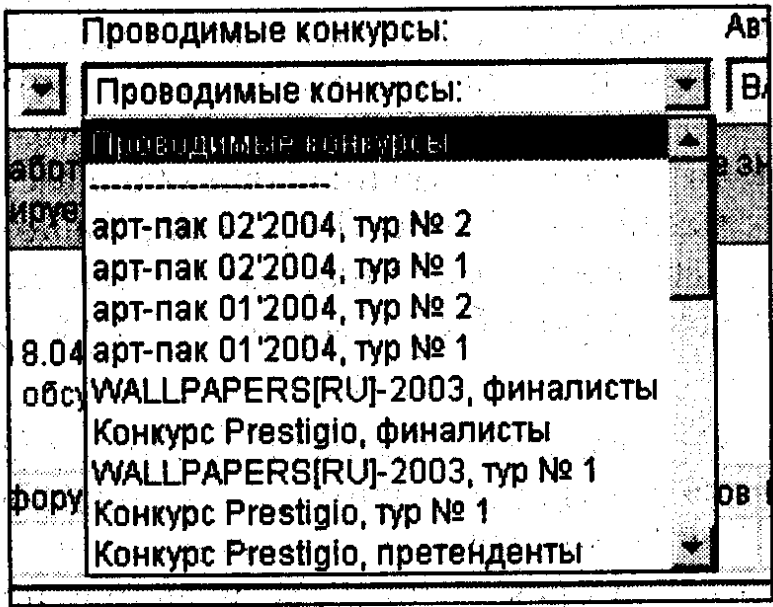 Проводимые конкурсы:
Проводимые конкурсы:
Проводимые конкурсы
--------------------
арт-пак 02'2004, тур № 2
арт-пак 02'2004, тур № 1
арт-пак 01'2004, тур № 2
8.04 арт-пак 01'2004, тур № 1
WALLPAPERS[RU]-2003, финалисты
Конкурс Prestigio, финалисты
WALLPAPERS[RU]-2003, тур № 1
Конкурс Prestigio, тур № 1
Конкурс Prestigio, претенденты